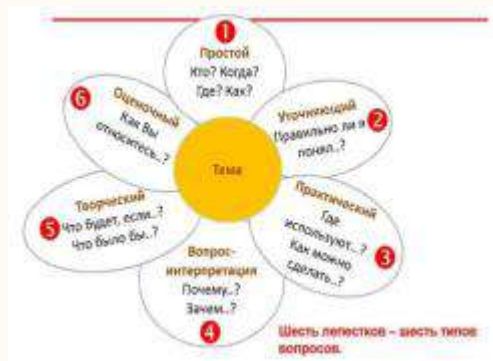 1
Простой
Кто? Когда?
Где? Как?
Уточняющий
2
Правильно ли я
понял..?
Практический
Где
используют...?
Как можно
сделать..?
3
Вопрос-
интерпретация
Почему..?
Зачем..?
4
Творческий
5
Что будет, если..?
Что было бы..?
6
Оценочный
Как Вы
относитесь..?
Тема
Шесть лепестков – шесть типов
вопросов.